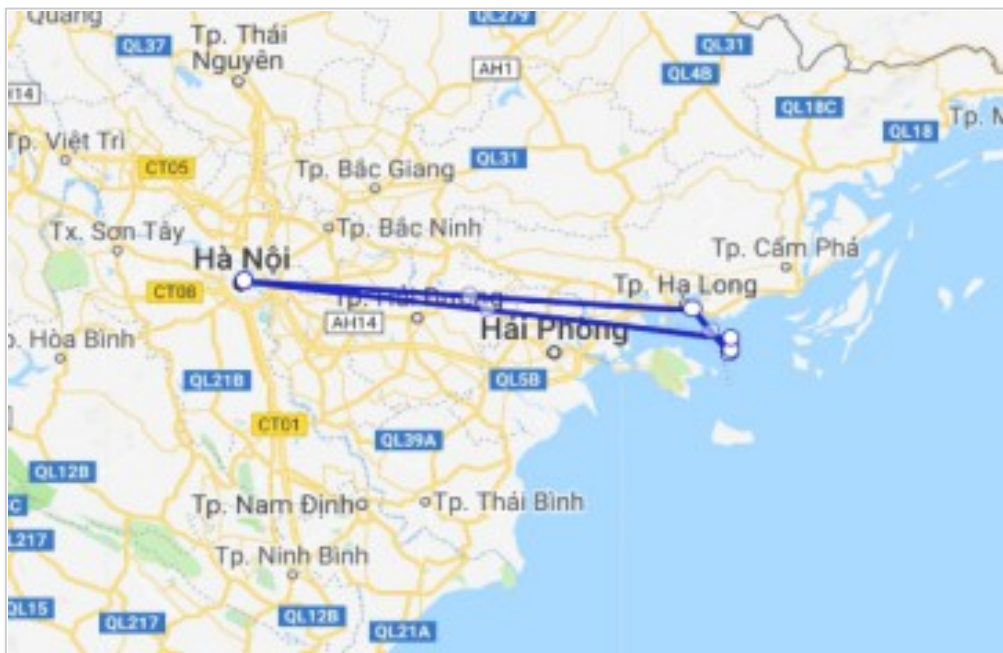 Quang
QL279
QL37
Tp. Thái
Nguyên
QL31
AH1
QL4B
H14
QL18C
QL18
Tp. M
Tp. Việt Trì
CT05
QL31
Tp. Bắc Giang
Tx. Sơn Tây
Tp. Bắc Ninh
Hà Nội
Tp. Cẩm Phả
CT08
Tp. Hạ Long
AH14
Hải Phòng
p. Hòa Bình
QL21B
QL5B
CT01
QL39A
QL12B
C
Tp. Nam Định
Tp. Thái Bình
QL217
Tp. Ninh Bình
QL15
QL217
QL12B
QL21A